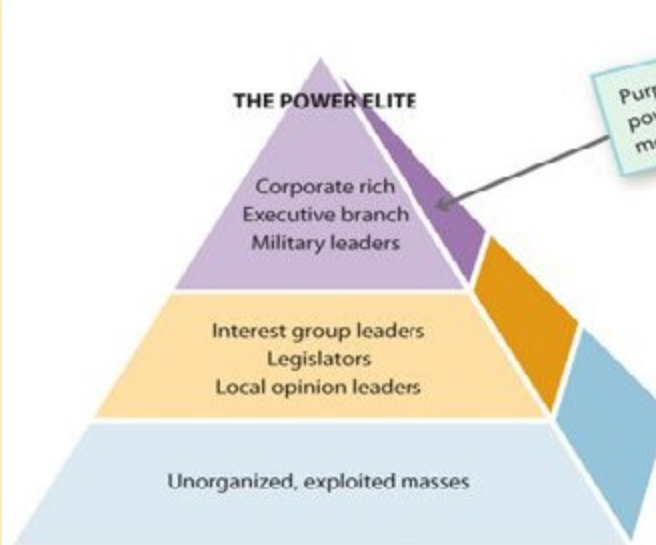 THE POWER ELITE
Corporate rich
Executive branch
Military leaders
Interest group leaders
Legislators
Local opinion leaders
Unorganized, exploited masses